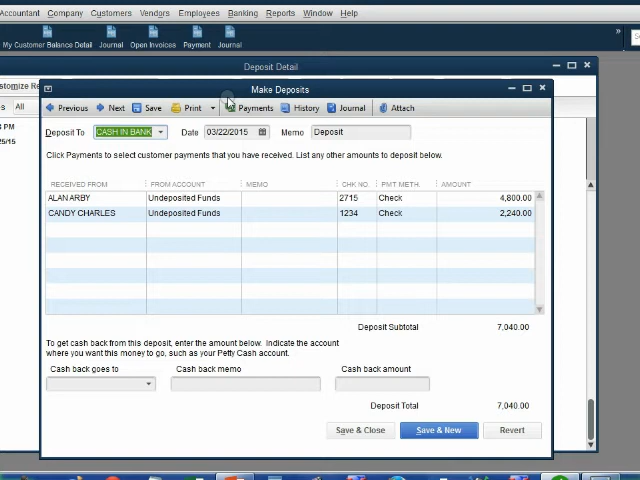 Accountant Company Customers Vendors Employees Banking Reports Window Help
My Customer Balance Detail Journal Open Invoices Payment Journal
Deposit Detail
ustomize Re
s All
Make Deposits
Previous Next Save Print Payments History Journal Attach
3 PM
25/15
Deposit To CASH IN BANK Date 03/22/2015 Memo Deposit
Click Payments to select customer payments that you have received. List any other amounts to deposit below.
RECEIVED FROM FROM ACCOUNT MEMO CHK NO. PMT METH. AMOUNT
ALAN ARBY Undeposited Funds 2715 Check 4,800.00
CANDY CHARLES Undeposited Funds 1234 Check 2,240.00
Deposit Subtotal 7,040.00
To get cash back from this deposit, enter the amount below. Indicate the account
where you want this money to go, such as your Petty Cash account.
Cash back goes to Cash back memo Cash back amount
Deposit Total 7,040.00
Save & Close Save & New Revert